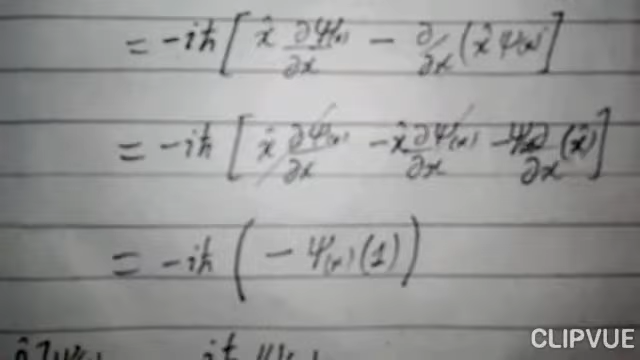 = -iħ [ x̂ ∂Ψ(x)/∂x - ∂/∂x (x̂ Ψ(x)) ]
= -iħ [ x̂ ∂Ψ(x)/∂x - x̂ ∂Ψ(x)/∂x - Ψ(x) ∂/∂x (x̂) ]
= -iħ ( - Ψ(x) (1) )
CLIPVUE